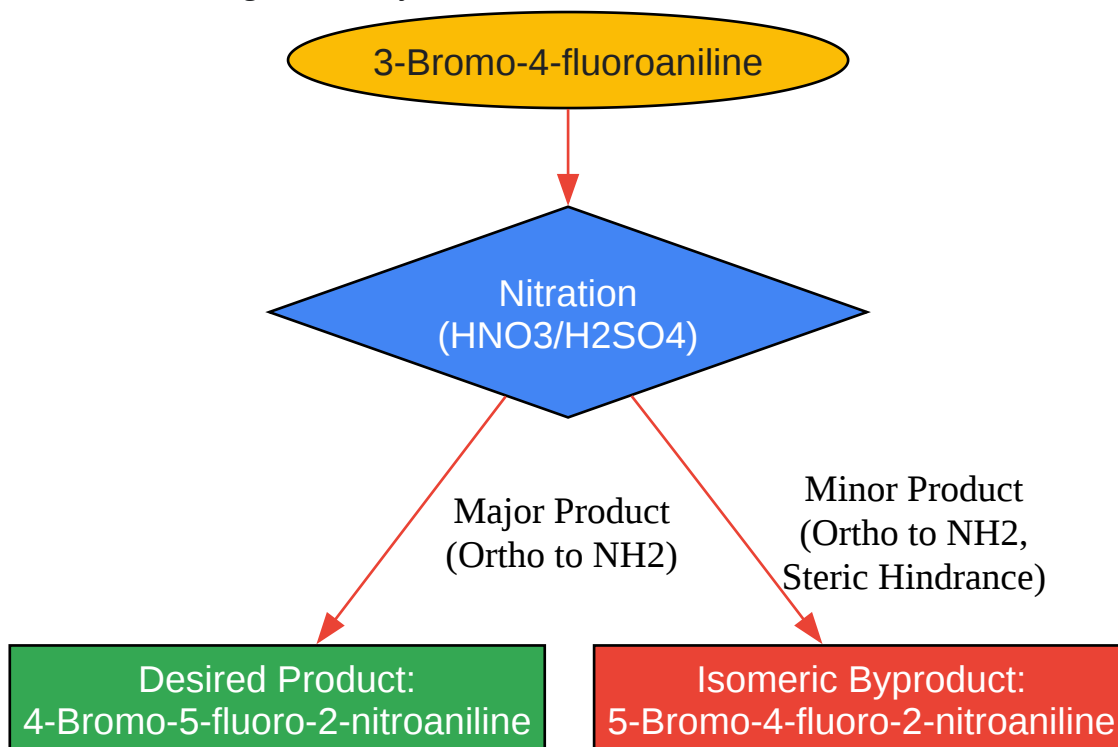 3-Bromo-4-fluoroaniline
Nitration
(HNO3/H2SO4)
Major Product
(Ortho to NH2)
Minor Product
(Ortho to NH2,
Steric Hindrance)
Desired Product:
4-Bromo-5-fluoro-2-nitroaniline
Isomeric Byproduct:
5-Bromo-4-fluoro-2-nitroaniline